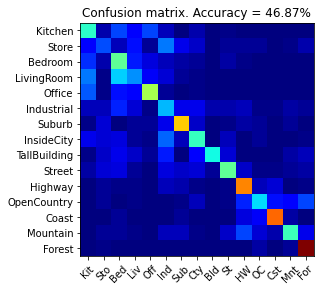 Confusion matrix. Accuracy = 46.87%
Kitchen
Store
Bedroom
LivingRoom
Office
Industrial
Suburb
InsideCity
TallBuilding
Street
Highway
OpenCountry
Coast
Mountain
Forest
Kit Sto Bed Liv Off Ind Sub Cty Bld St HW OC Cst Mnt For